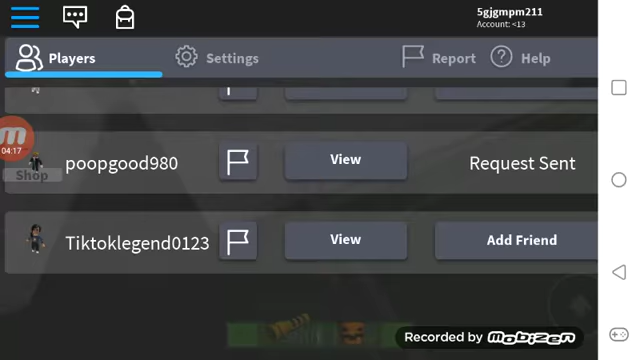 5gjgmpm211
Account: <13
Players
Settings
Report
Help
M
04:17
poopgood980
View
Request Sent
Shop
Tiktoklegend0123
View
Add Friend
Recorded by mobizen